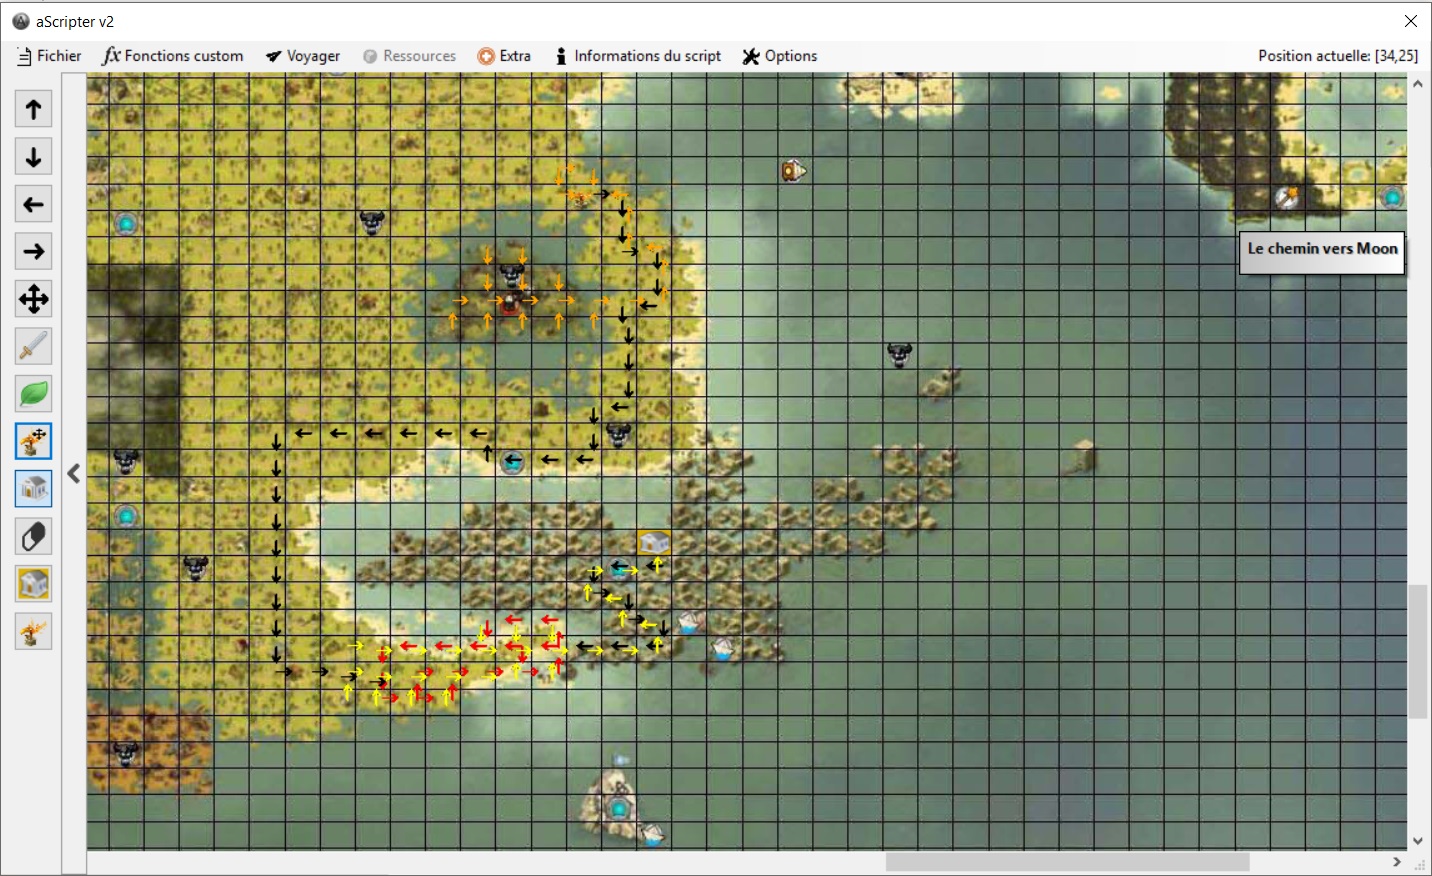 aScripter v2
Fichier fx Fonctions custom Voyager Ressources Extra Informations du script Options Position actuelle: [34,25]
Le chemin vers Moon